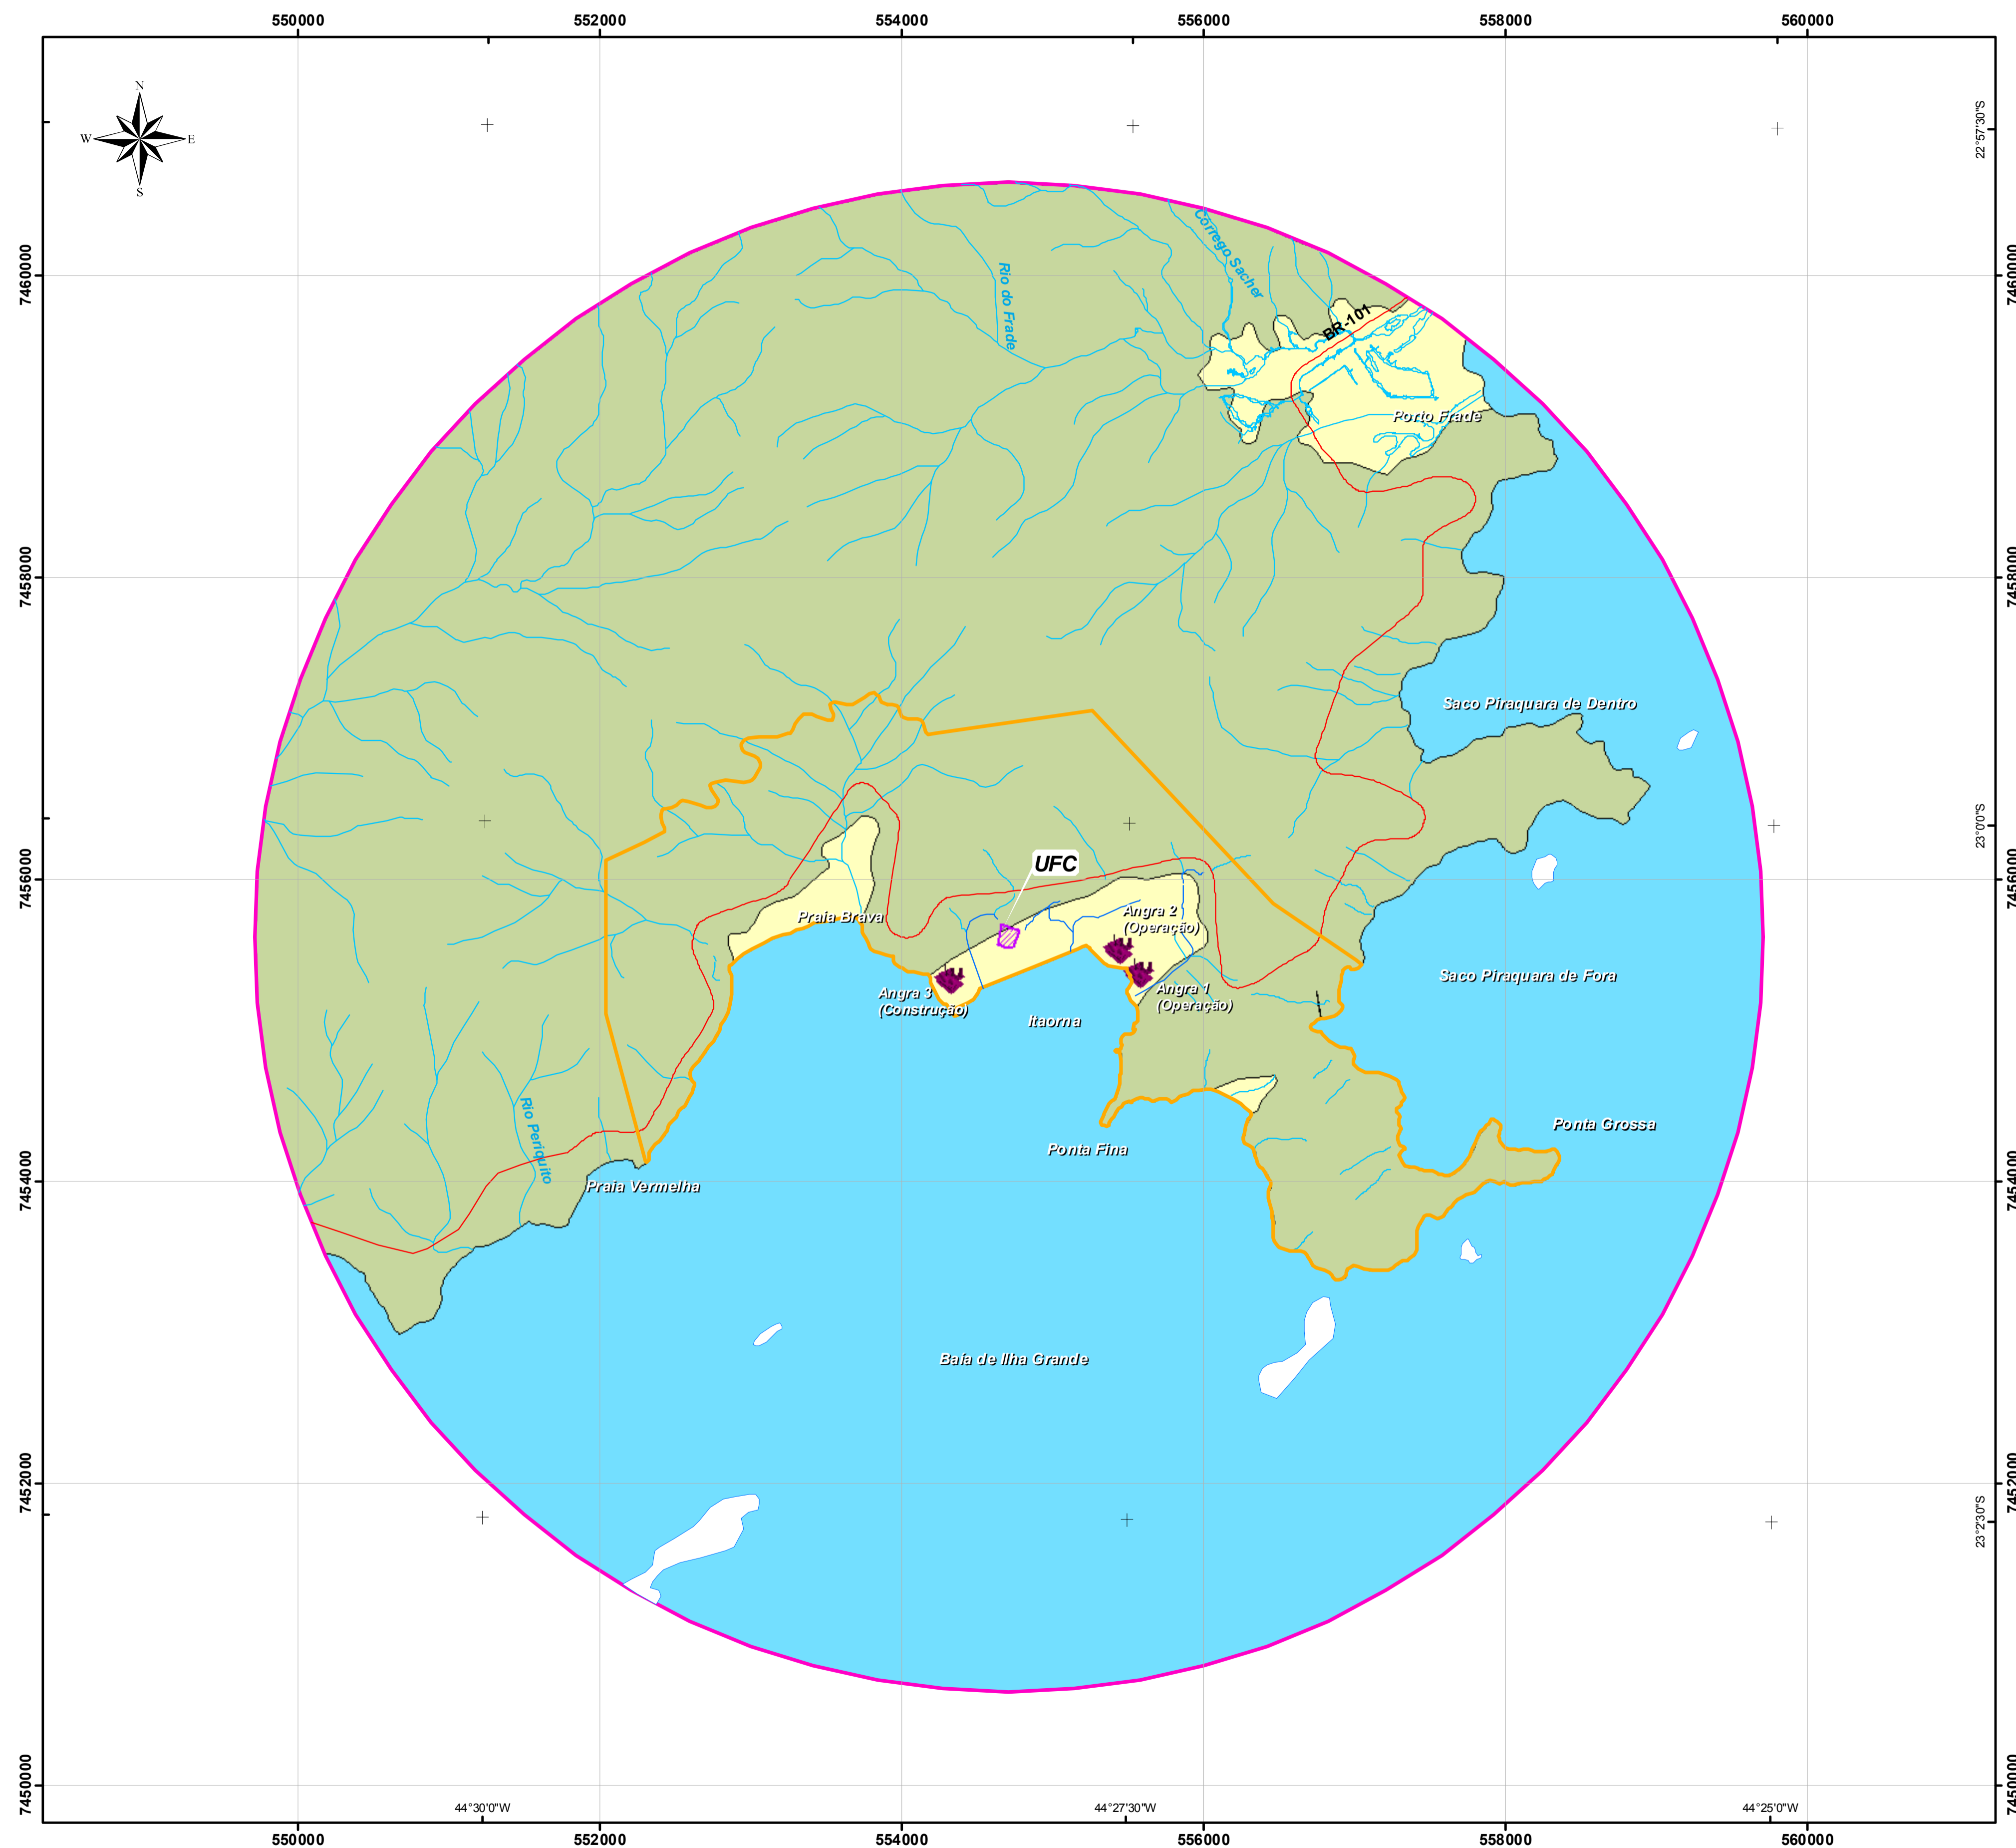 550000
552000
554000
556000
558000
560000
N
W
E
S
22°57'30"S
7460000
7460000
Córrego Sacher
Rio do Frade
BR-101
Porto Frade
7458000
7458000
Saco Piraquara de Dentro
23°0'0"S
UFC
7456000
7456000
Praia Brava
Angra 2
(Operação)
Saco Piraquara de Fora
Angra 3
(Construção)
Angra 1
(Operação)
Itaorna
Ponta Grossa
Rio Periquito
Ponta Fina
7454000
7454000
Praia Vermelha
Baía de Ilha Grande
7452000
7452000
23°2'30"S
7450000
7450000
44°30'0"W
44°27'30"W
44°25'0"W
550000
552000
554000
556000
558000
560000